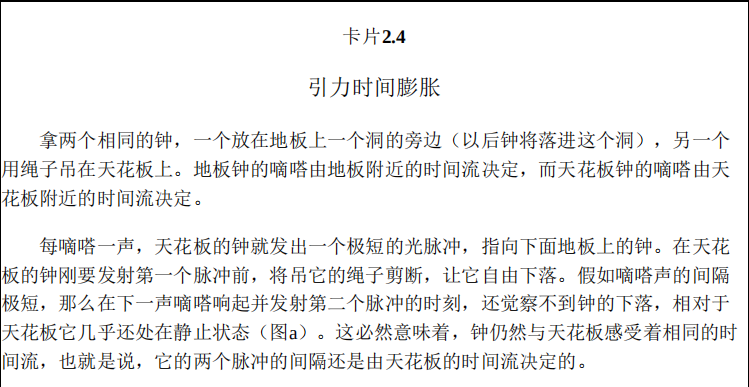 卡片2.4
引力时间膨胀
拿两个相同的钟，一个放在地板上一个洞的旁边（以后钟将落进这个洞），另一个
用绳子吊在天花板上。地板钟的嘀嗒由地板附近的时间流决定，而天花板钟的嘀嗒由天
花板附近的时间流决定。
每嘀嗒一声，天花板的钟就发出一个极短的光脉冲，指向下面地板上的钟。在天花
板的钟刚要发射第一个脉冲前，将吊它的绳子剪断，让它自由下落。假如嘀嗒声的间隔
极短，那么在下一声嘀嗒响起并发射第二个脉冲的时刻，还觉察不到钟的下落，相对于
天花板它几乎还处在静止状态（图a）。这必然意味着，钟仍然与天花板感受着相同的时
间流，也就是说，它的两个脉冲的间隔还是由天花板的时间流决定的。